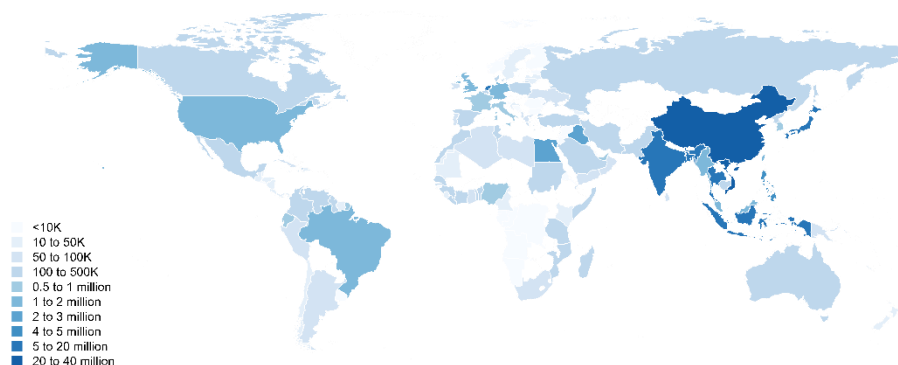 <10K
10 to 50K
50 to 100K
100 to 500K
0.5 to 1 million
1 to 2 million
2 to 3 million
4 to 5 million
5 to 20 million
20 to 40 million